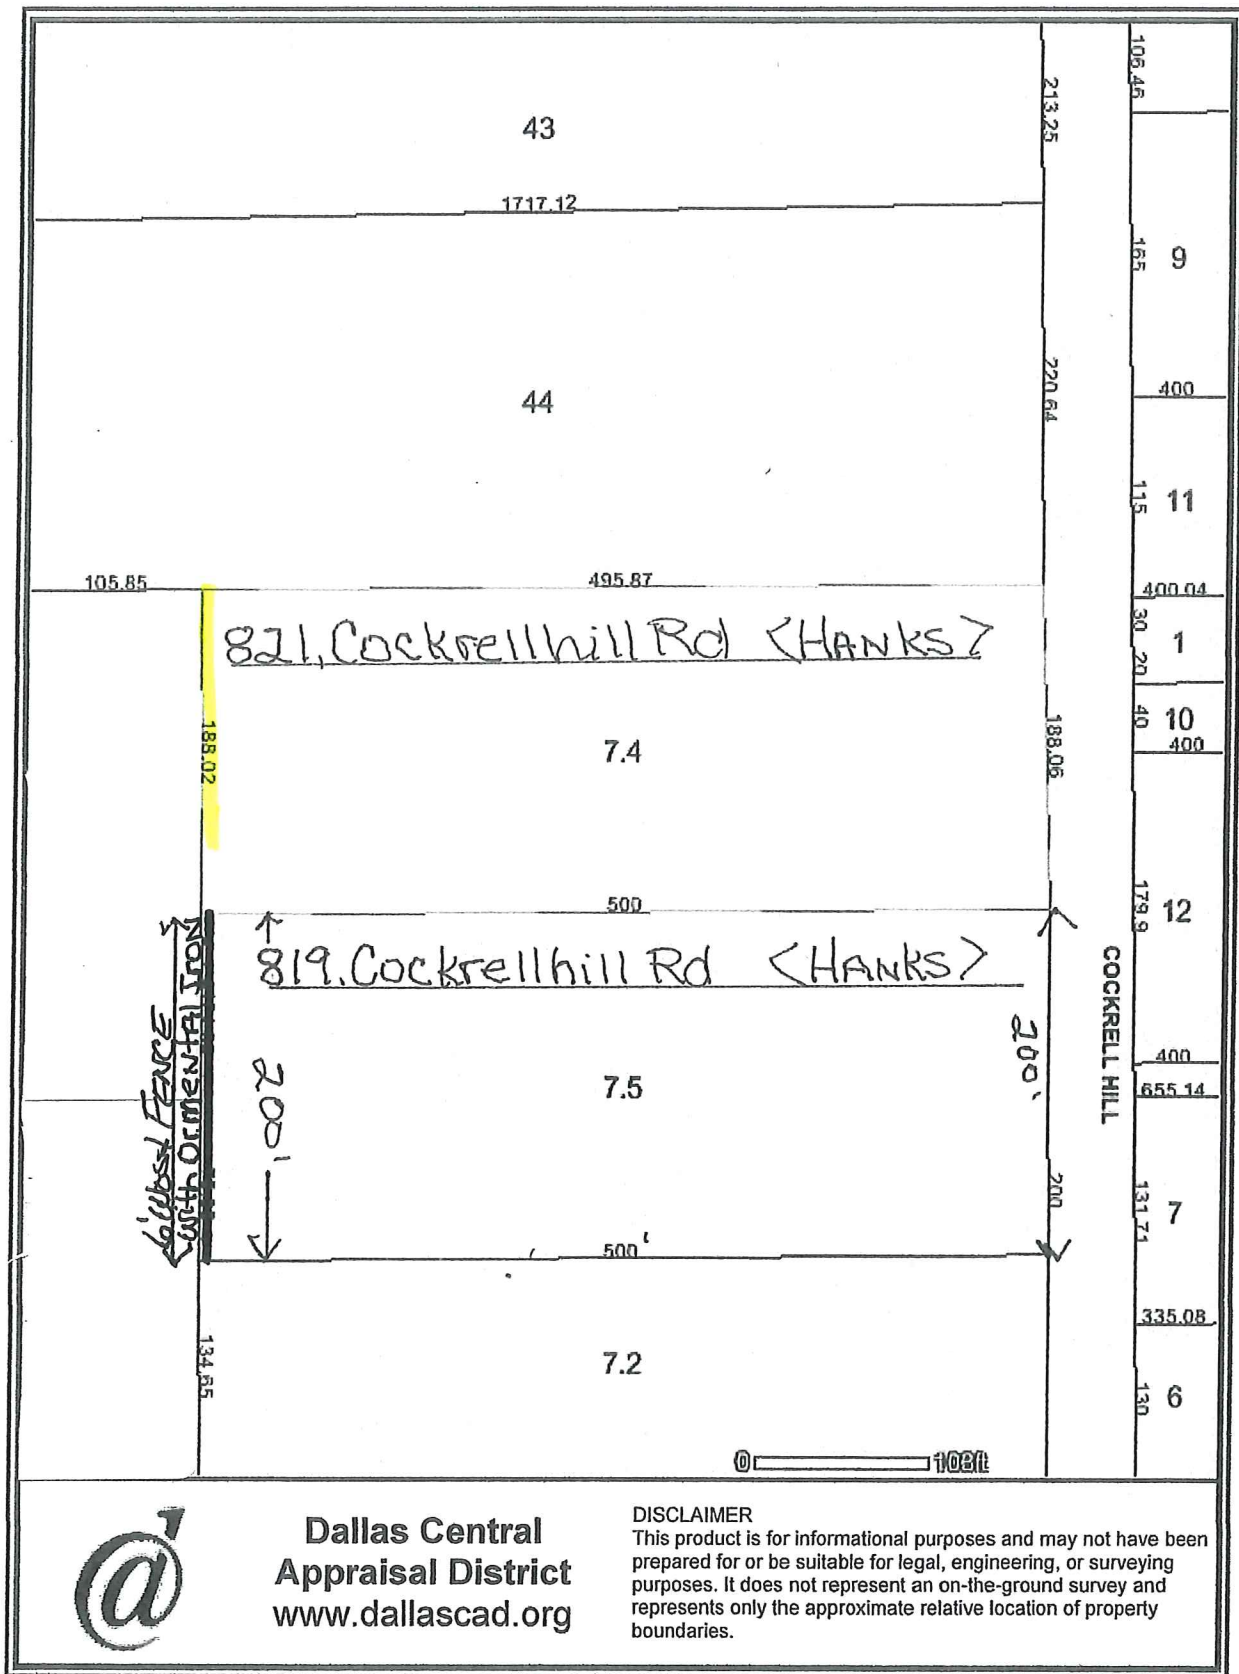 43
213.25
106.46
1717.12
165
9
44
220.64
400
115
11
105.85
495.87
400.04
30
1
20
821, Cockrellhill Rd <HANKS>
40
10
400
188.02
7.4
188.06
500
179.9
12
819. Cockrellhill Rd <HANKS>
COCKRELL HILL
FENCE
with Ormental Iron
200'
7.5
200'
400
655.14
200
131.71
7
500'
335.08
134.65
7.2
130
6
0
108ft
Dallas Central
Appraisal District
www.dallascad.org
DISCLAIMER
This product is for informational purposes and may not have been
prepared for or be suitable for legal, engineering, or surveying
purposes. It does not represent an on-the-ground survey and
represents only the approximate relative location of property
boundaries.